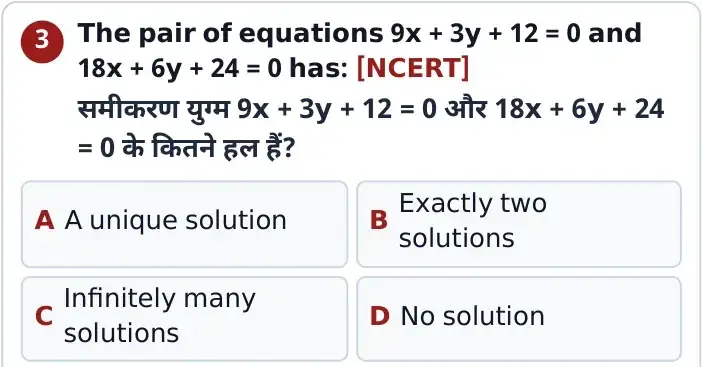 3 The pair of equations 9x + 3y + 12 = 0 and
18x + 6y + 24 = 0 has: [NCERT]
समीकरण युग्म 9x + 3y + 12 = 0 और 18x + 6y + 24
= 0 के कितने हल हैं?
A A unique solution
B Exactly two
solutions
C Infinitely many
solutions
D No solution